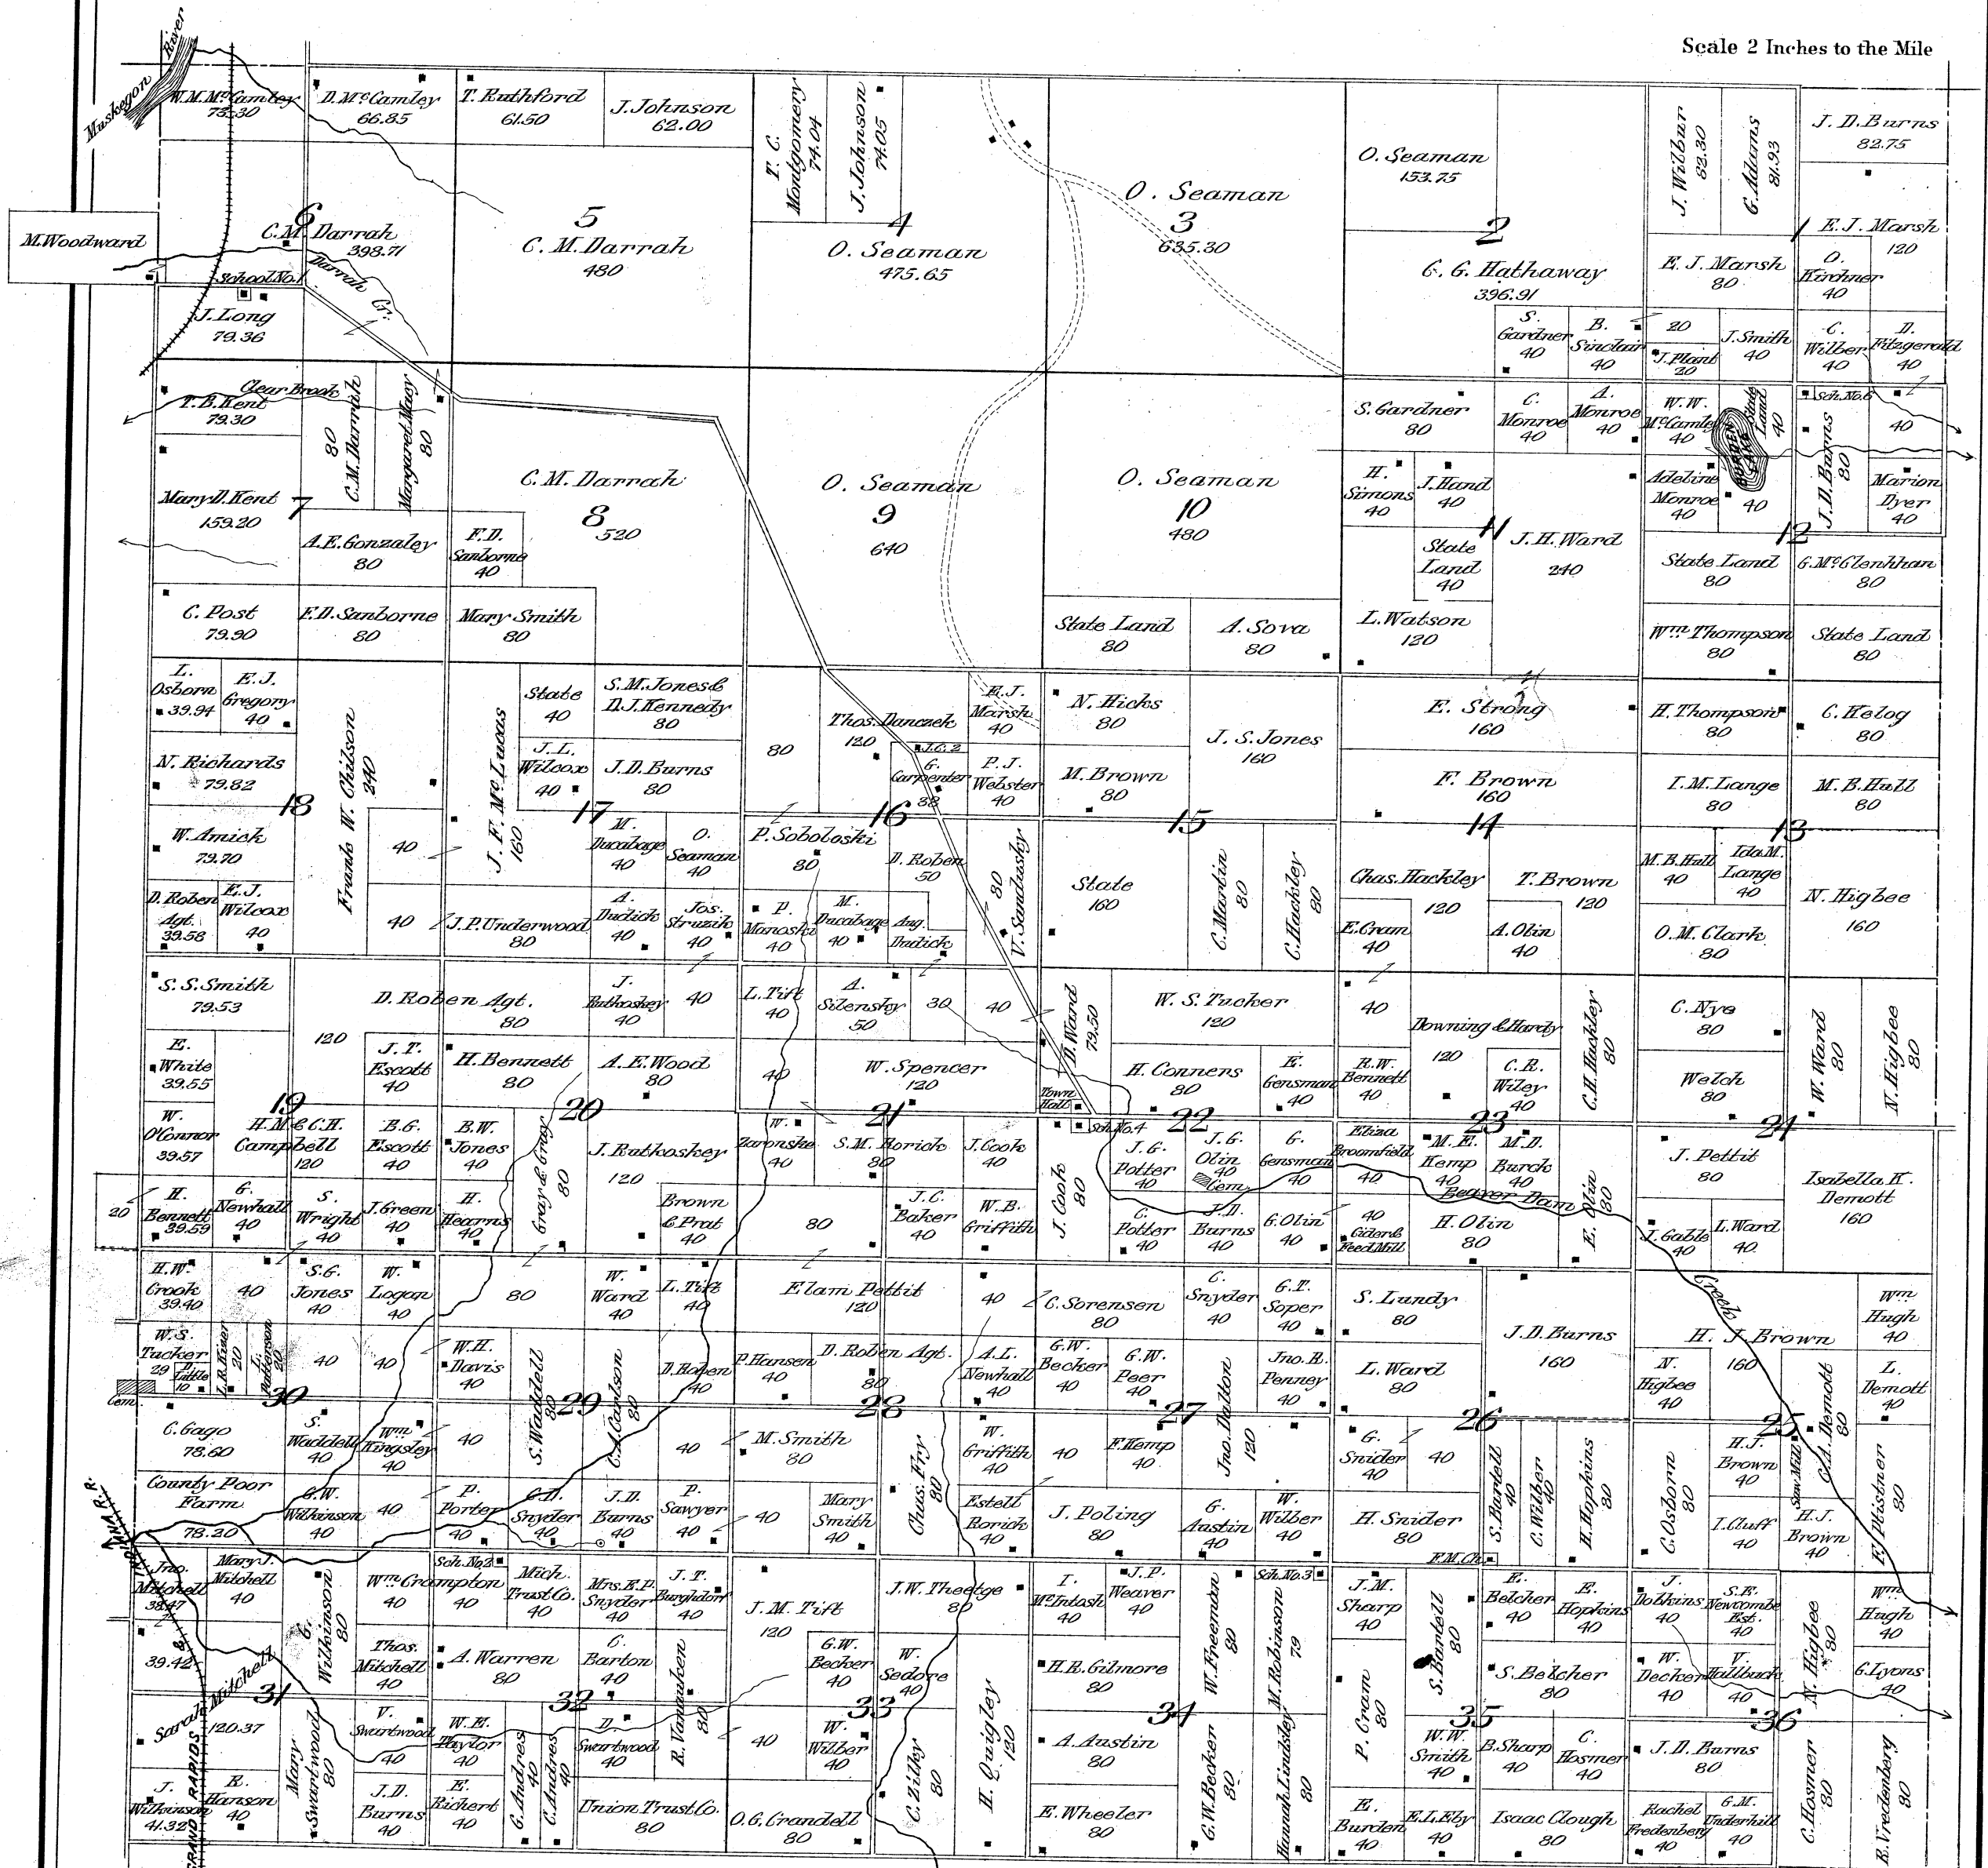 Scale 2 Inches to the Mile
Muskegon River
W.M. McCamley
73.30
D. McCamley
66.85
T. Ruthford
61.50
J. Johnson
62.00
T. C. Montgomery
74.04
J. Johnson
74.05
O. Seaman
3
635.30
O. Seaman
153.75
2
J. Wilbur
82.30
G. Adams
81.93
J. D. Burns
82.75
M. Woodward
6
C. M. Darrah
398.71
Darrah Cr.
School No. 1
5
C. M. Darrah
480
4
O. Seaman
475.65
C. G. Hathaway
396.91
E. J. Marsh
80
1
E. J. Marsh
120
O. Kirchner
40
J. Long
79.36
S. Gardner
40
B. Sinclair
40
20
J. Plant
20
J. Smith
40
C. Wilber
40
D. Fitzgerald
40
Clear Brook
T. B. Kent
79.30
C. M. Darrah
80
Margaret Mary
80
Mary D. Kent
159.20
7
A. E. Gonzaley
80
C. Post
79.90
F. D. Sanborne
80
C. M. Darrah
8
520
F. D. Sanborne
40
Mary Smith
80
O. Seaman
9
640
O. Seaman
10
480
State Land
80
A. Sova
80
S. Gardner
80
C. Monroe
40
A. Monroe
40
H. Simons
40
J. Hand
40
11
State Land
40
J. H. Ward
240
L. Watson
120
W. W. McCamley
40
State Land
40
Sch. No. 6
J. D. Burns
80
40
Adeline Monroe
40
40
Marion Dyer
40
12
State Land
80
G. McClenhhan
80
Wm Thompson
80
State Land
80
L. Osborn
39.94
E. J. Gregory
40
N. Richards
79.82
18
Frank W. Chilson
240
W. Amick
79.70
40
D. Roben Agt.
39.58
E. J. Wilcox
40
40
J. F. McLucas
160
State
40
S. M. Jones &
D. J. Kennedy
80
J. L. Wilcox
40
J. D. Burns
80
17
M. Ducabage
40
O. Seaman
40
J. P. Underwood
80
A. Dudick
40
Jos. Struzik
40
80
Thos. Danczek
120
E. J. Marsh
40
J. C. 2
G. Carpenter
38
P. J. Webster
40
16
P. Soboloski
80
D. Roben
50
V. Sandusky
80
P. Manoski
40
M. Ducabage
40
Aug. Dudick
N. Hicks
80
J. S. Jones
160
M. Brown
80
15
State
160
C. Martin
80
C. Hackley
80
E. Strong
160
F. Brown
160
14
Chas. Hackley
120
T. Brown
120
E. Cram
40
A. Olin
40
H. Thompson
80
C. Kelog
80
I. M. Lange
80
M. B. Hull
80
13
M. B. Hull
40
Ida M. Lange
40
N. Higbee
160
O. M. Clark
80
S. S. Smith
79.53
120
E. White
39.55
J. T. Escott
40
19
W. O'Connor
39.57
H. M. & C. H. Campbell
120
B. G. Escott
40
20
H. Bennett
39.59
G. Newhall
40
S. Wright
40
J. Green
40
D. Roben Agt.
80
J. Ruthoskey
40
40
H. Bennett
80
A. E. Wood
80
20
B. W. Jones
40
Gray & Gray
80
J. Ruthoskey
120
H. Hearns
40
Brown & Prat
40
L. Tift
40
A. Silensky
50
30
40
40
W. Spencer
120
21
W. Zaronske
40
S. M. Rorick
80
J. Cook
40
80
J. C. Baker
40
W. B. Griffith
D. Ward
79.50
W. S. Tucker
120
Town Hall
H. Conners
80
E. Gensman
40
Sch. No. 4
22
J. Cook
80
J. G. Potter
40
J. G. Olin
40
Cem.
G. Gensman
40
C. Potter
40
J. D. Burns
40
G. Olin
40
40
Downing & Hardy
120
C. H. Hackley
80
R. W. Bennett
40
C. R. Wiley
40
23
Eliza Broomfield
40
M. E. Kemp
40
M. D. Burch
40
Beaver Dam
Creek
E. Olin
80
40
Cider & Feed Mill
H. Olin
80
C. Nye
80
W. Ward
80
N. Higbee
80
Welch
80
24
J. Pettit
80
Isabella K. Demott
160
J. Gable
40
L. Ward
40
H. W. Crook
39.40
40
S. G. Jones
40
W. Logan
40
W. S. Tucker
29
P. Little
10
20
20
40
40
30
Cem.
C. Gago
78.60
S. Waddell
40
Wm Kingsley
40
County Poor Farm
78.20
G. W. Wilkinson
40
40
80
W. Ward
40
L. Tift
40
W. H. Davis
40
S. Waddell
80
C. A. Carlson
80
D. Roben
40
29
40
40
P. Porter
40
C. D. Snyder
40
J. D. Burns
40
P. Sawyer
40
Elam Pettit
120
40
P. Hansen
40
D. Roben Agt.
80
A. L. Newhall
40
28
M. Smith
80
Chas. Fry
80
W. Griffith
40
40
Mary Smith
40
Estell Rorick
40
C. Sorensen
80
C. Snyder
40
G. T. Soper
40
G. W. Becker
40
G. W. Peer
40
Jno. Dalton
120
Jno. R. Penney
40
27
40
F. Kemp
40
J. Poling
80
G. Austin
40
W. Wilber
40
S. Lundy
80
J. D. Burns
160
L. Ward
80
26
G. Snider
40
40
S. Burdell
40
C. Wilber
40
H. Hopkins
80
H. Snider
80
F.M. Ch.
H. J. Brown
160
Wm Hugh
40
N. Higbee
40
C. A. Demott
80
L. Demott
40
25
C. Osborn
80
H. J. Brown
40
Saw Mill
E. Pfistner
80
I. Cluff
40
H. J. Brown
40
Jno. Mitchell
38.47
Mary J. Mitchell
40
G. Wilkinson
80
39.42
Thos. Mitchell
40
31
Sarah Mitchell
120.37
Mary Swartwood
80
V. Swartwood
40
J. Wilkinson
41.32
R. Hanson
40
J. D. Burns
40
GRAND RAPIDS &
Sch. No. 2
Wm Crampton
40
40
Mich. Trust Co.
40
Mrs. E. P. Snyder
40
J. T. Burghdorf
40
A. Warren
80
C. Barton
40
R. Vanauken
80
32
W. E. Taylor
40
G. Andres
40
C. Andres
40
D. Swartwood
40
E. Richert
40
Union Trust Co.
80
J. M. Tift
120
J. W. Theetge
80
G. W. Becker
40
W. Sedore
40
33
40
W. Wilber
40
C. Zilky
80
H. Quigley
120
O. G. Crandell
80
I. McIntosh
40
J. P. Weaver
40
W. Freeman
80
Sch. No. 3
M. Robinson
79
H. R. Gilmore
80
34
A. Austin
80
G. W. Becker
80
Hannah Lindsley
80
E. Wheeler
80
J. M. Sharp
40
S. Bantell
80
E. Belcher
40
E. Hopkins
40
P. Cram
80
S. Belcher
80
35
W. W. Smith
40
B. Sharp
40
C. Hosmer
40
E. Burden
40
E. L. Eby
40
Isaac Clough
80
J. Dobkins
40
S. E. Newcombe Est.
40
N. Higbee
80
Wm Hugh
40
W. Decker
40
V. Hallback
40
G. Lyons
40
36
J. D. Burns
80
C. Hosmer
80
R. Vredenberg
80
Rachel Fredenberg
40
G. M. Underhill
40